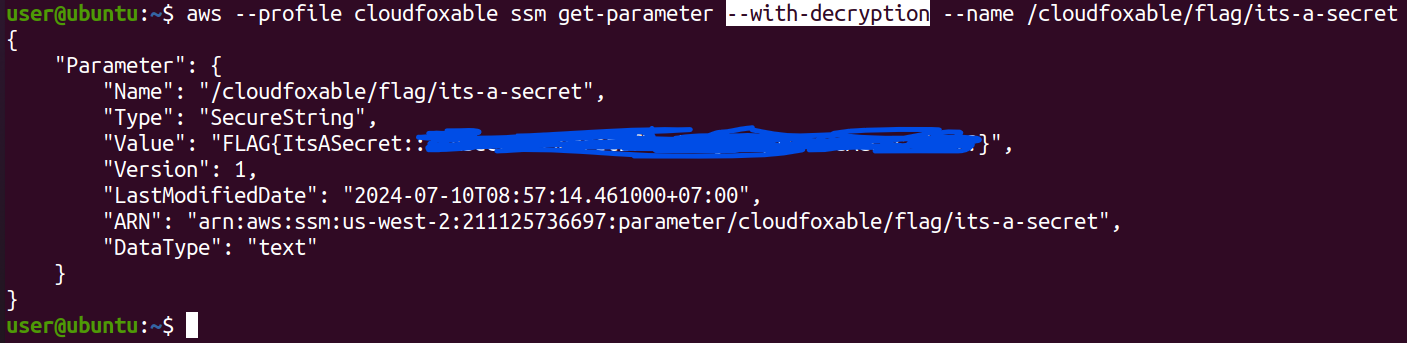 user@ubuntu:~$ aws --profile cloudfoxable ssm get-parameter --with-decryption --name /cloudfoxable/flag/its-a-secret
{
    "Parameter": {
        "Name": "/cloudfoxable/flag/its-a-secret",
        "Type": "SecureString",
        "Value": "FLAG{ItsASecret::}",
        "Version": 1,
        "LastModifiedDate": "2024-07-10T08:57:14.461000+07:00",
        "ARN": "arn:aws:ssm:us-west-2:211125736697:parameter/cloudfoxable/flag/its-a-secret",
        "DataType": "text"
    }
}
user@ubuntu:~$